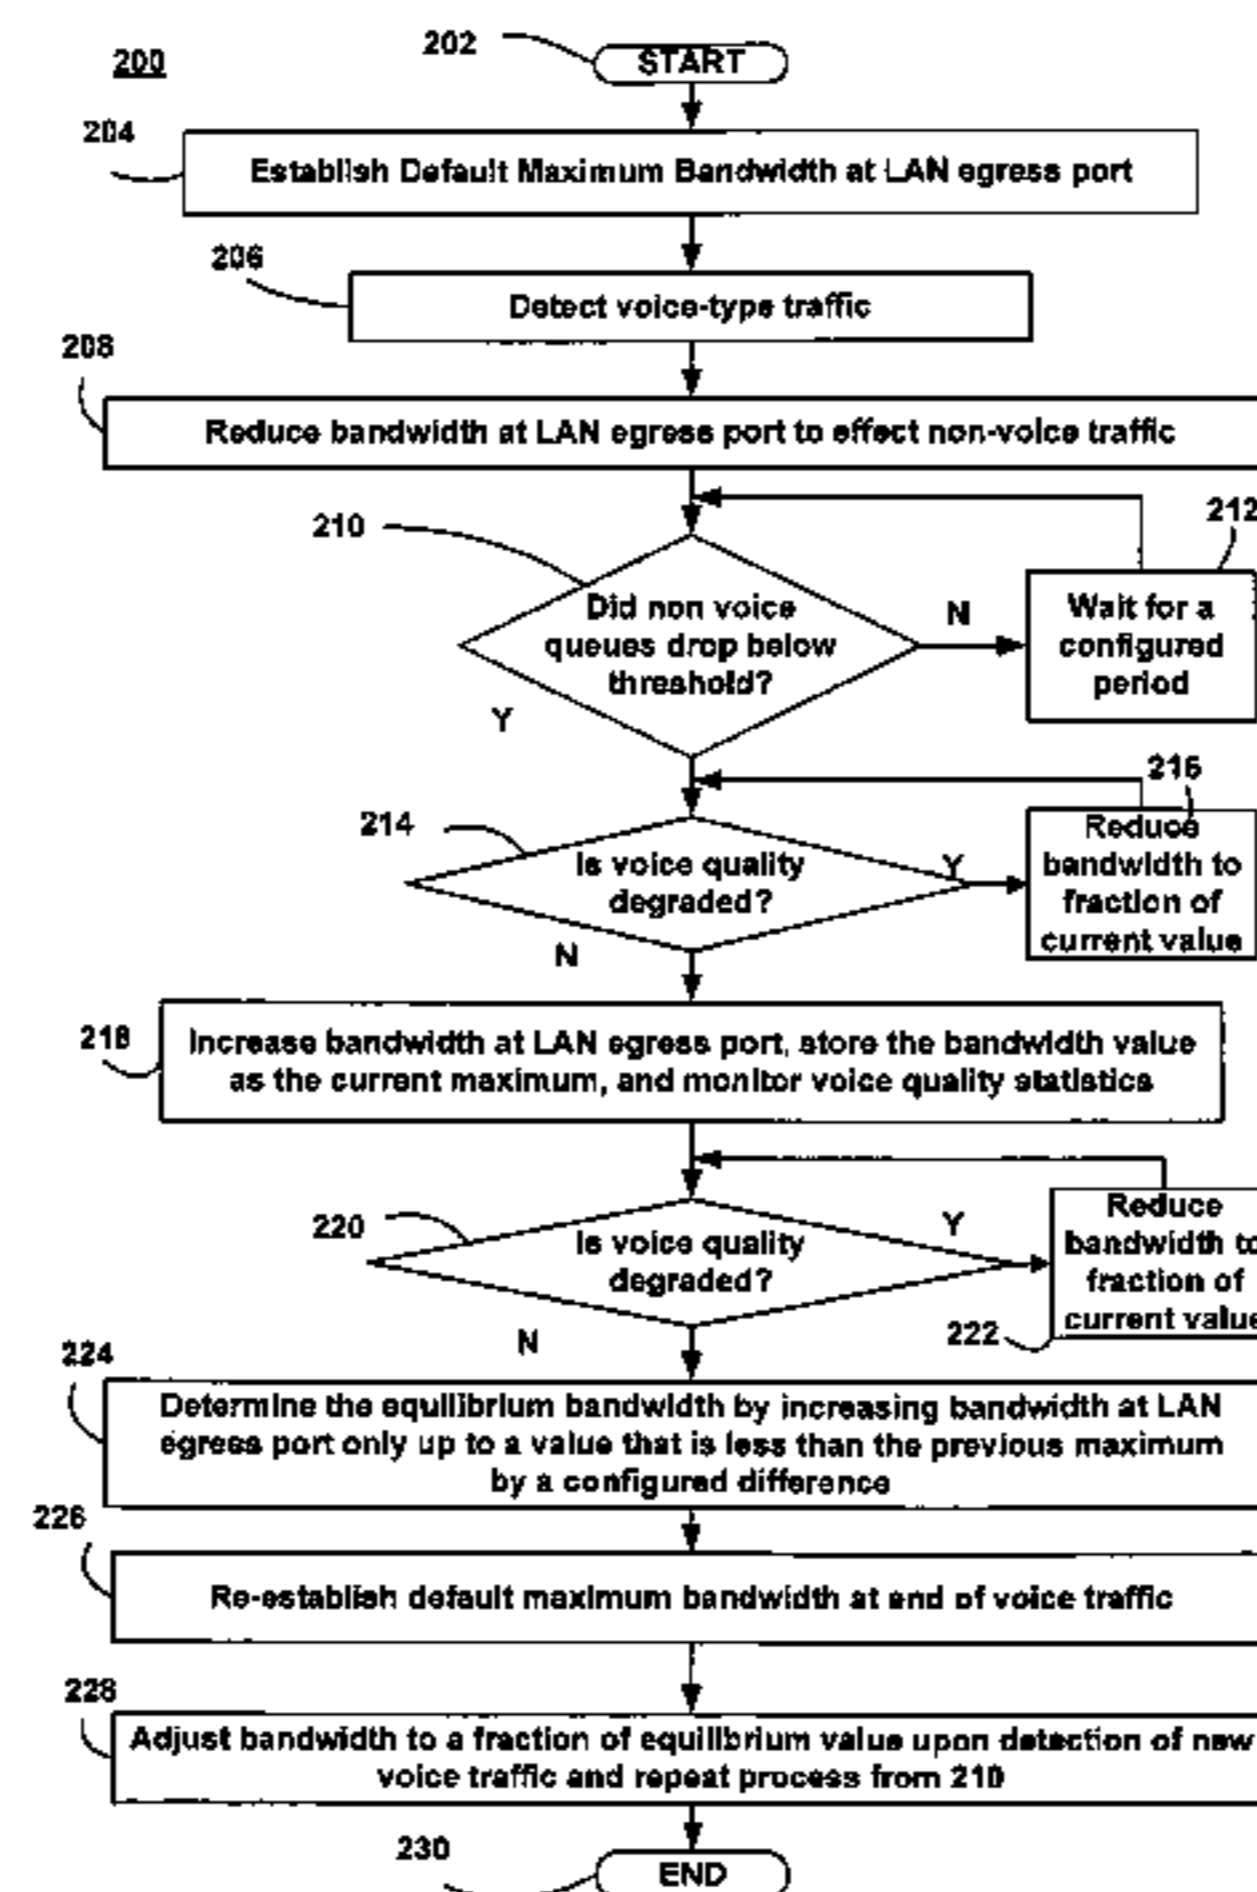 200
202
START
204
Establish Default Maximum Bandwidth at LAN egress port
206
Detect voice-type traffic
208
Reduce bandwidth at LAN egress port to effect non-voice traffic
210
Did non voice
queues drop below
threshold?
N
Y
212
Wait for a
configured
period
214
Is voice quality
degraded?
Y
N
216
Reduce
bandwidth to
fraction of
current value
218
Increase bandwidth at LAN egress port, store the bandwidth value
as the current maximum, and monitor voice quality statistics
220
Is voice quality
degraded?
Y
N
222
Reduce
bandwidth to
fraction of
current value
224
Determine the equilibrium bandwidth by increasing bandwidth at LAN
egress port only up to a value that is less than the previous maximum
by a configured difference
226
Re-establish default maximum bandwidth at end of voice traffic
228
Adjust bandwidth to a fraction of equilibrium value upon detection of new
voice traffic and repeat process from 210
230
END